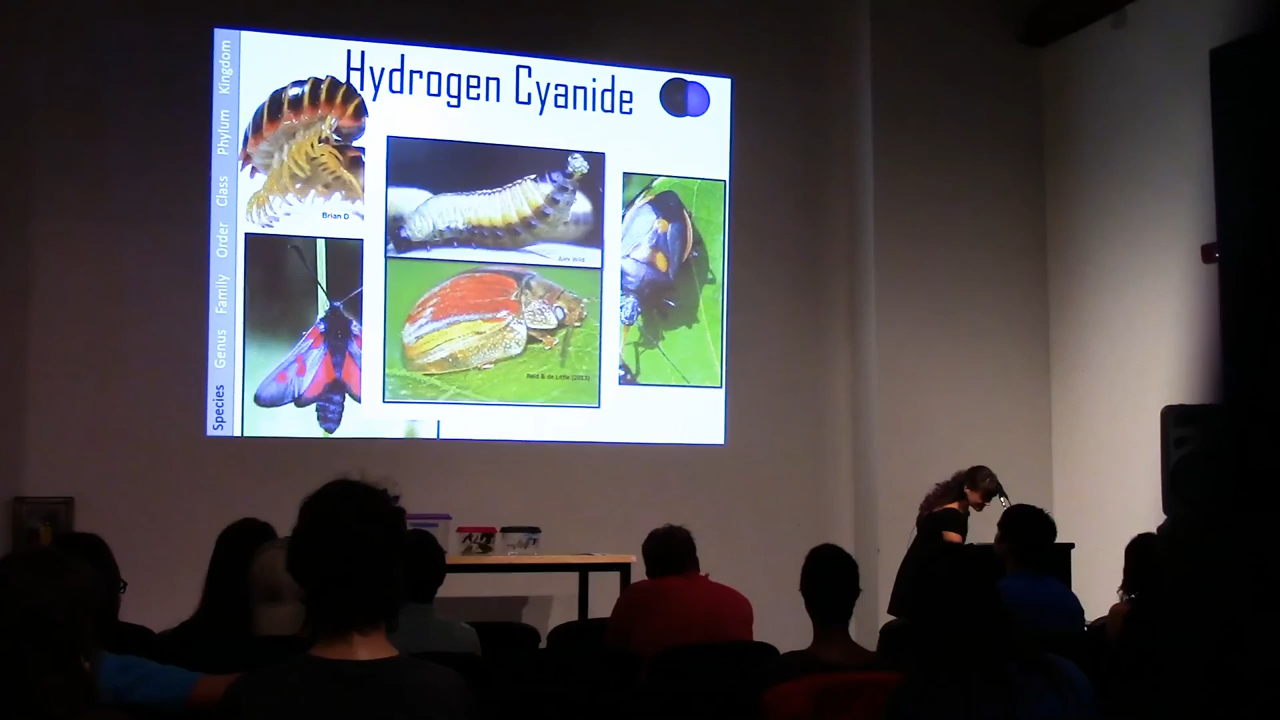 Hydrogen Cyanide
Kingdom
Phylum
Class
Order
Family
Genus
Species
Brian D
Reid & de Little (2013)